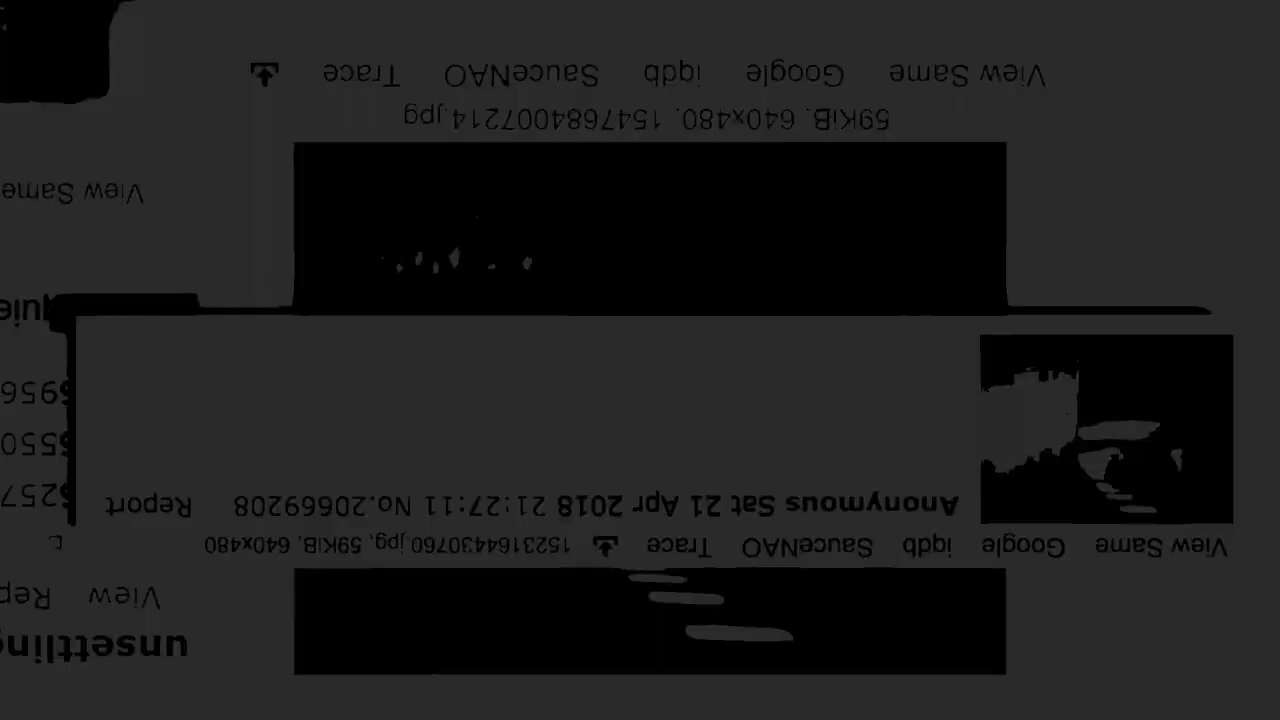 unsettling
View Rep
View Same Google iqdb SauceNAO Trace 1523164430760.jpg, 59KiB, 640x480
Anonymous Sat 21 Apr 2018 21:27:11 No.20669208 Report
View Same
59KiB, 640x480, 1547684007214.jpg
View Same Google iqdb SauceNAO Trace